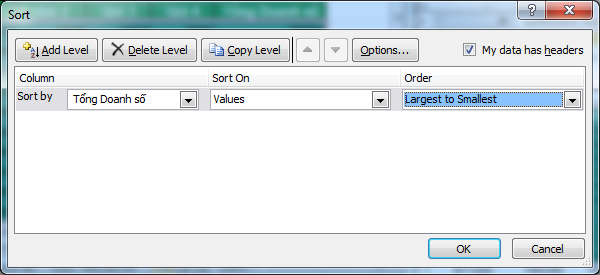 Sort
Add Level Delete Level Copy Level Options... My data has headers
Column Sort On Order
Sort by Tổng Doanh số Values Largest to Smallest
OK Cancel